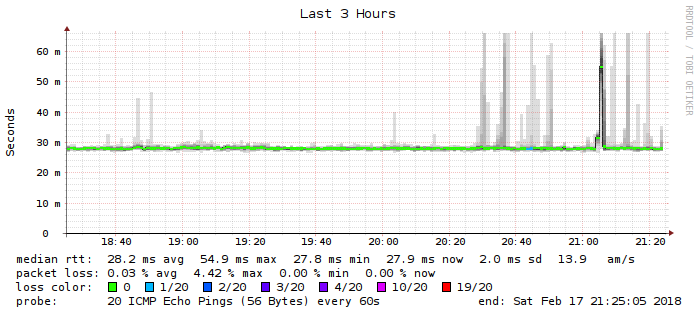 Last 3 Hours
RRDTOOL / TOBI OETIKER
Seconds
60 m
50 m
40 m
30 m
20 m
10 m
0
18:40 19:00 19:20 19:40 20:00 20:20 20:40 21:00 21:20
median rtt: 28.2 ms avg 54.9 ms max 27.8 ms min 27.9 ms now 2.0 ms sd 13.9 am/s
packet loss: 0.03 % avg 4.42 % max 0.00 % min 0.00 % now
loss color: 0 1/20 2/20 3/20 4/20 10/20 19/20
probe: 20 ICMP Echo Pings (56 Bytes) every 60s end: Sat Feb 17 21:25:05 2018